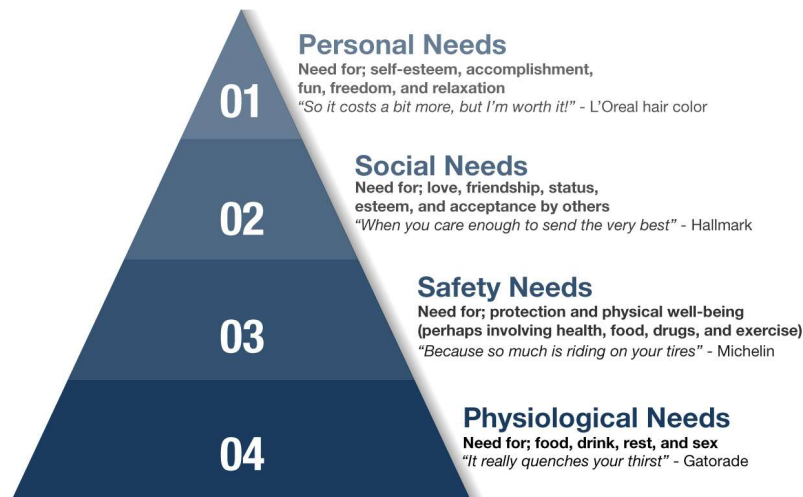 01
Personal Needs
Need for; self-esteem, accomplishment,
fun, freedom, and relaxation
“So it costs a bit more, but I’m worth it!” - L’Oreal hair color
02
Social Needs
Need for; love, friendship, status,
esteem, and acceptance by others
“When you care enough to send the very best” - Hallmark
03
Safety Needs
Need for; protection and physical well-being
(perhaps involving health, food, drugs, and exercise)
“Because so much is riding on your tires” - Michelin
04
Physiological Needs
Need for; food, drink, rest, and sex
“It really quenches your thirst” - Gatorade